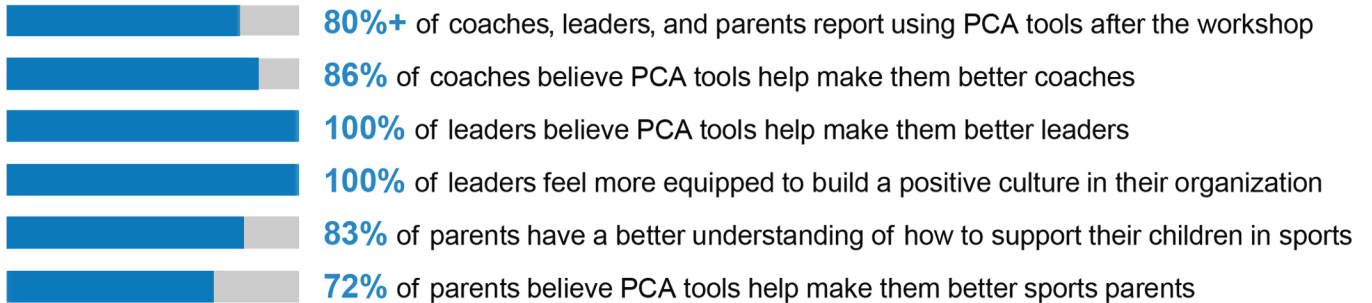 80%+ of coaches, leaders, and parents report using PCA tools after the workshop
86% of coaches believe PCA tools help make them better coaches
100% of leaders believe PCA tools help make them better leaders
100% of leaders feel more equipped to build a positive culture in their organization
83% of parents have a better understanding of how to support their children in sports
72% of parents believe PCA tools help make them better sports parents